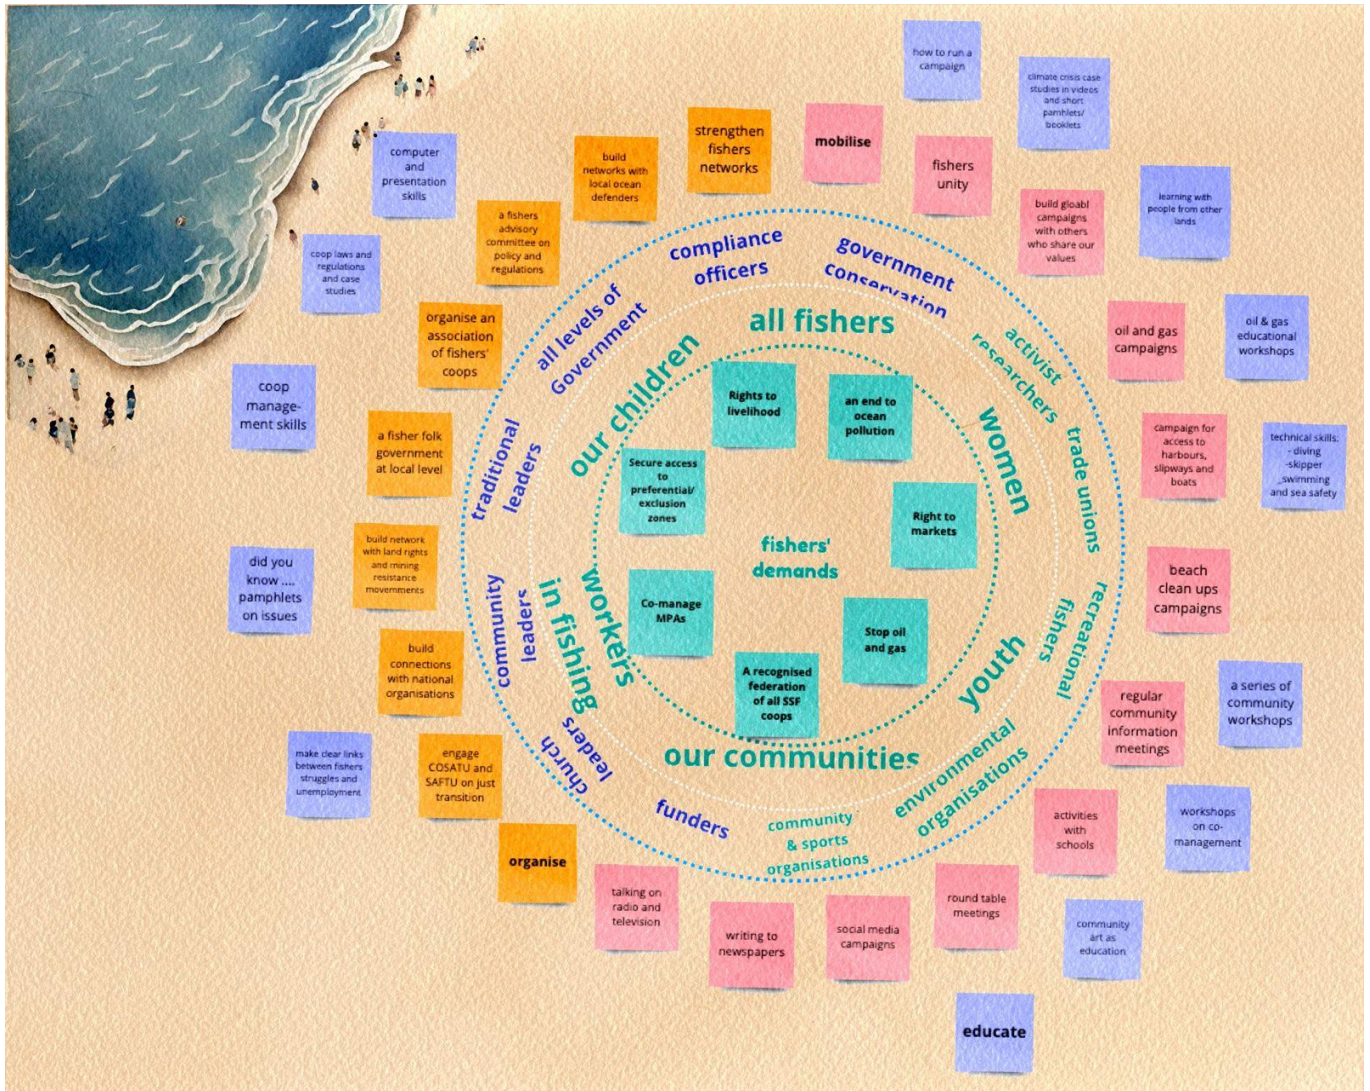 how to run a
campaign
climate crisis case
studies in videos
and short
pamhlets/
booklets
learning with
people from other
lands
oil & gas
educational
workshops
technical skills:
- diving
-skipper
_swimming
and sea safety
a series of
community
workshops
workshops
on co-
management
community
art as
education
educate
make clear links
between fishers
struggles and
unemployment
did you
know ....
pamphlets
on issues
coop
manage-
ment skills
coop laws and
regulations
and case
studies
computer
and
presentation
skills
mobilise
fishers
unity
build gloabl
campaigns
with others
who share our
values
oil and gas
campaigns
campaign for
access to
harbours,
slipways and
boats
beach
clean ups
campaigns
regular
community
information
meetings
activities
with
schools
round table
meetings
social media
campaigns
writing to
newspapers
talking on
radio and
television
organise
engage
COSATU and
SAFTU on just
transition
build
connections
with national
organisations
build network
with land rights
and mining
resistance
movemments
a fisher folk
government
at local level
organise an
association
of fishers'
coops
a fishers
advisory
committee on
policy and
regulations
build
networks with
local ocean
defenders
strengthen
fishers
networks
compliance
officers
government
conservation
activist
researchers
trade unions
recreational
fishers
environmental
organisations
community
& sports
organisations
funders
church
leaders
community
leaders
traditional
leaders
all levels of
Government
all fishers
women
youth
our communities
workers
in fishing
our children
Rights to
livelihood
an end to
ocean
pollution
Right to
markets
Stop oil
and gas
A recognised
federation
of all SSF
coops
Co-manage
MPAs
Secure access
to
preferential/
exclusion
zones
fishers'
demands